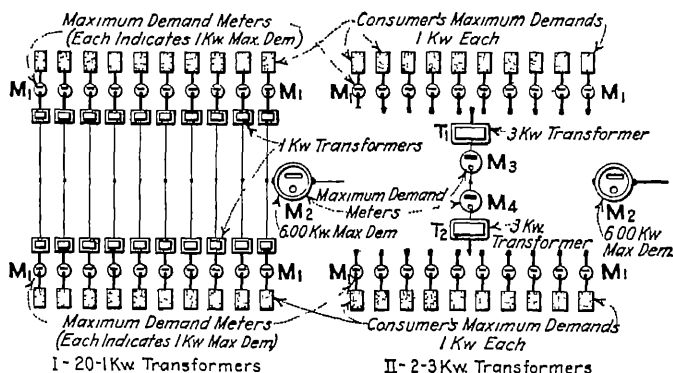 Maximum Demand Meters
(Each Indicates 1 Kw. Max. Dem)
Consumer's Maximum Demands
1 Kw Each
M1
M1
M1
M1
1 Kw Transformers
T1
3 Kw Transformer
M3
Maximum Demand
Meters
M2
6.00 Kw. Max Dem
M4
T2
3 Kw.
Transformer
M2
6.00 Kw
Max Dem.
M1
M1
M1
M1
Maximum Demand Meters
(Each Indicates 1 Kw Max Dem)
Consumer's Maximum Demands
1 Kw Each
I-20-1 Kw. Transformers
II-2-3 Kw. Transformers